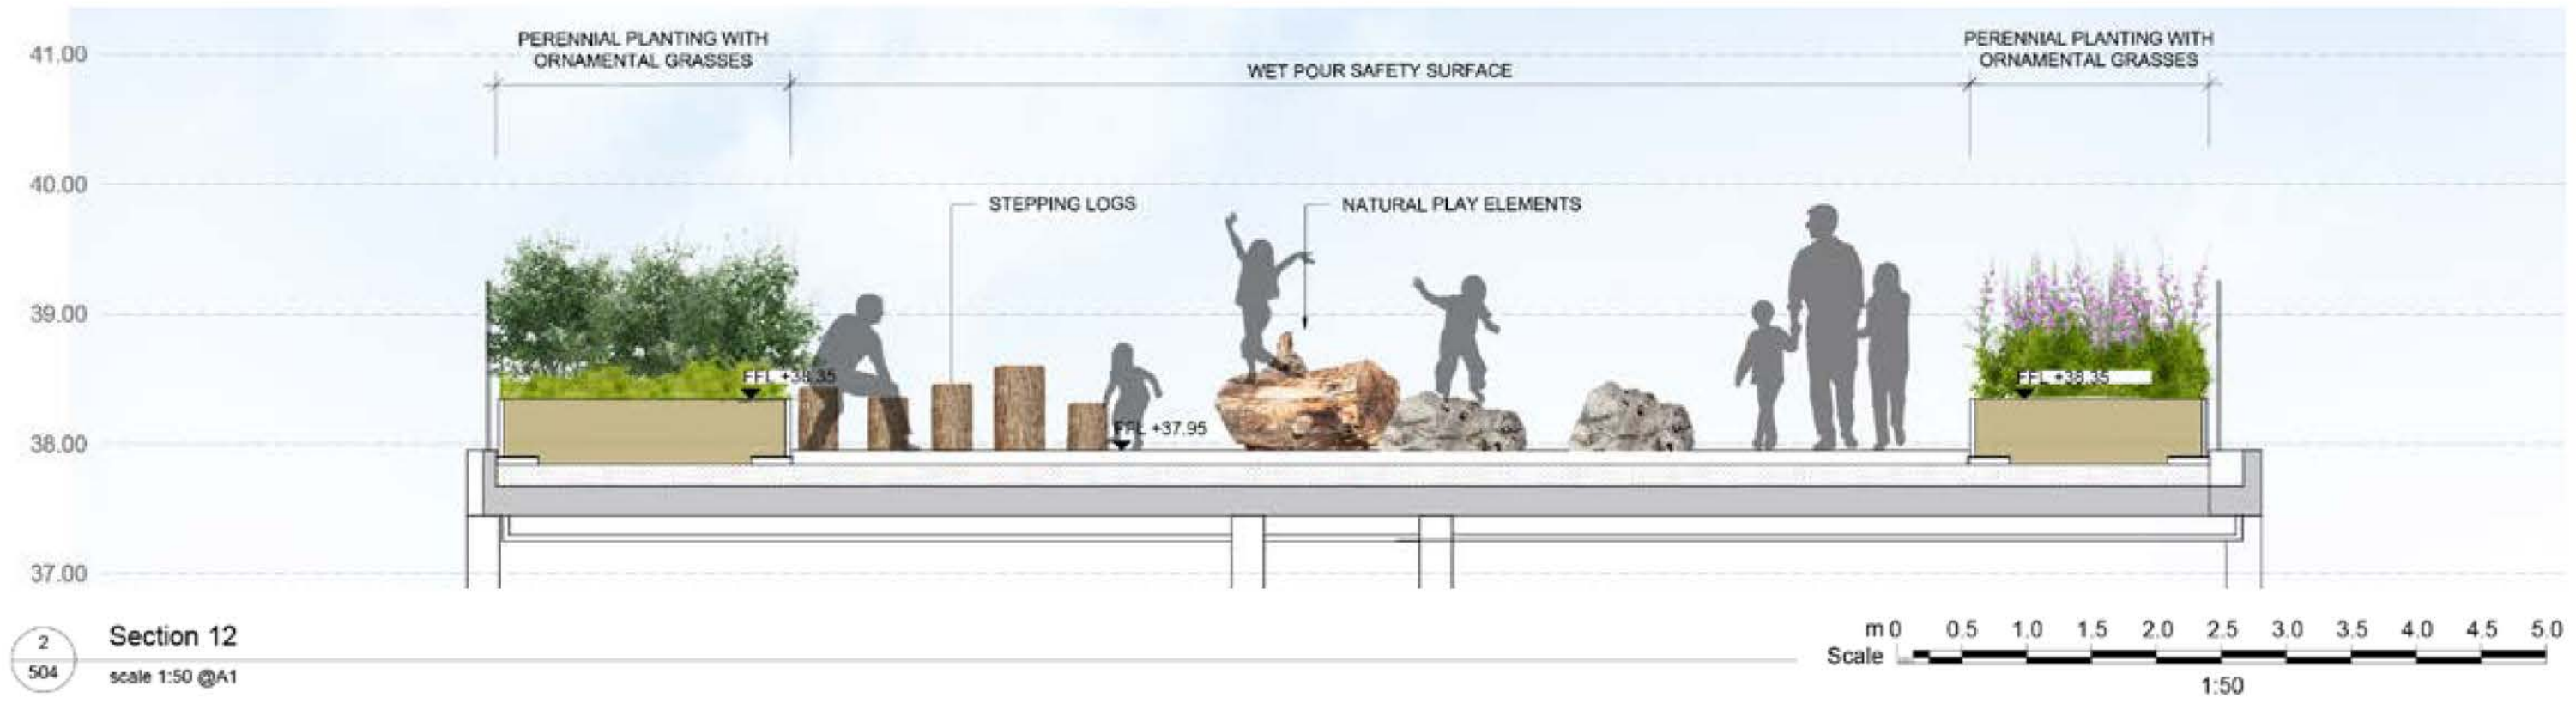 41.00
PERENNIAL PLANTING WITH
ORNAMENTAL GRASSES
WET POUR SAFETY SURFACE
PERENNIAL PLANTING WITH
ORNAMENTAL GRASSES
40.00
STEPPING LOGS
NATURAL PLAY ELEMENTS
39.00
FFL +38.35
FFL +38.35
FFL +37.95
38.00
37.00
2
504
Section 12
scale 1:50 @A1
m 0 0.5 1.0 1.5 2.0 2.5 3.0 3.5 4.0 4.5 5.0
Scale
1:50